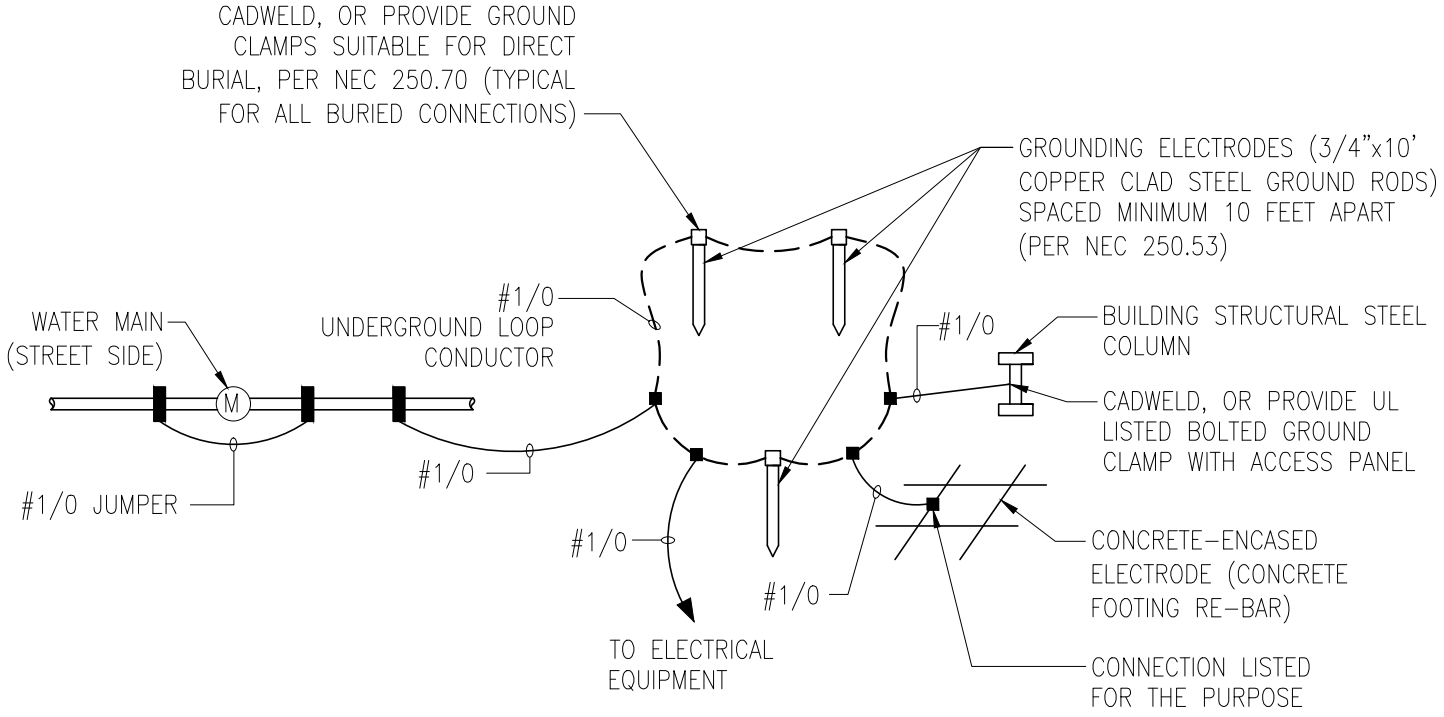 CADWELD, OR PROVIDE GROUND
CLAMPS SUITABLE FOR DIRECT
BURIAL, PER NEC 250.70 (TYPICAL
FOR ALL BURIED CONNECTIONS)
GROUNDING ELECTRODES (3/4"x10'
COPPER CLAD STEEL GROUND RODS)
SPACED MINIMUM 10 FEET APART
(PER NEC 250.53)
#1/0
UNDERGROUND LOOP
CONDUCTOR
WATER MAIN
(STREET SIDE)
M
#1/0 JUMPER
#1/0
#1/0
BUILDING STRUCTURAL STEEL
COLUMN
CADWELD, OR PROVIDE UL
LISTED BOLTED GROUND
CLAMP WITH ACCESS PANEL
#1/0
#1/0
TO ELECTRICAL
EQUIPMENT
CONCRETE-ENCASED
ELECTRODE (CONCRETE
FOOTING RE-BAR)
CONNECTION LISTED
FOR THE PURPOSE